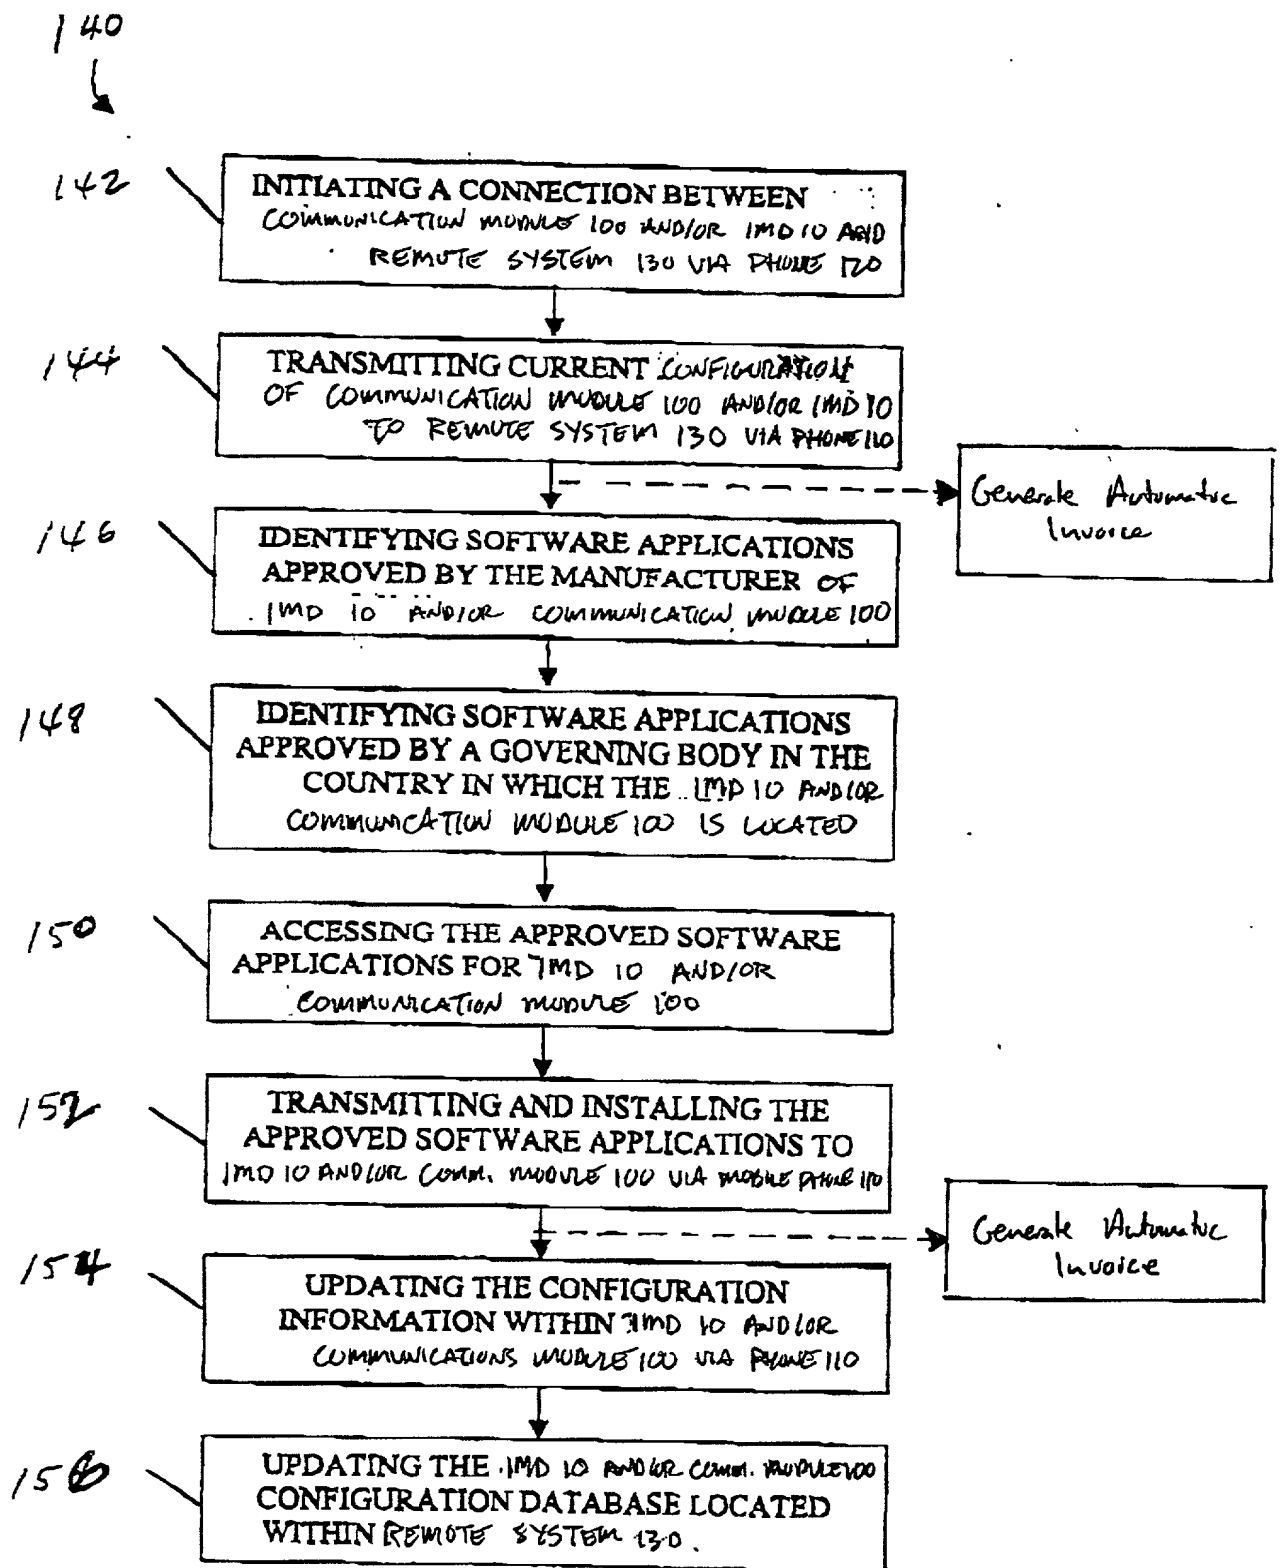 140
142
INITIATING A CONNECTION BETWEEN
COMMUNICATION MODULE 100 AND/OR IMD 10 AND
REMOTE SYSTEM 130 VIA PHONE 120
144
TRANSMITTING CURRENT CONFIGURATION
OF COMMUNICATION MODULE 100 AND/OR IMD 10
TO REMOTE SYSTEM 130 VIA PHONE 110
Generate Automatic
Invoice
146
IDENTIFYING SOFTWARE APPLICATIONS
APPROVED BY THE MANUFACTURER OF
IMD 10 AND/OR COMMUNICATION MODULE 100
148
IDENTIFYING SOFTWARE APPLICATIONS
APPROVED BY A GOVERNING BODY IN THE
COUNTRY IN WHICH THE IMD 10 AND/OR
COMMUNICATION MODULE 100 IS LOCATED
150
ACCESSING THE APPROVED SOFTWARE
APPLICATIONS FOR IMD 10 AND/OR
COMMUNICATION MODULE 100
152
TRANSMITTING AND INSTALLING THE
APPROVED SOFTWARE APPLICATIONS TO
IMD 10 AND/OR COMM. MODULE 100 VIA MOBILE PHONE 110
Generate Automatic
Invoice
154
UPDATING THE CONFIGURATION
INFORMATION WITHIN IMD 10 AND/OR
COMMUNICATIONS MODULE 100 VIA PHONE 110
156
UPDATING THE IMD 10 AND/OR COMM. MODULE 100
CONFIGURATION DATABASE LOCATED
WITHIN REMOTE SYSTEM 130.